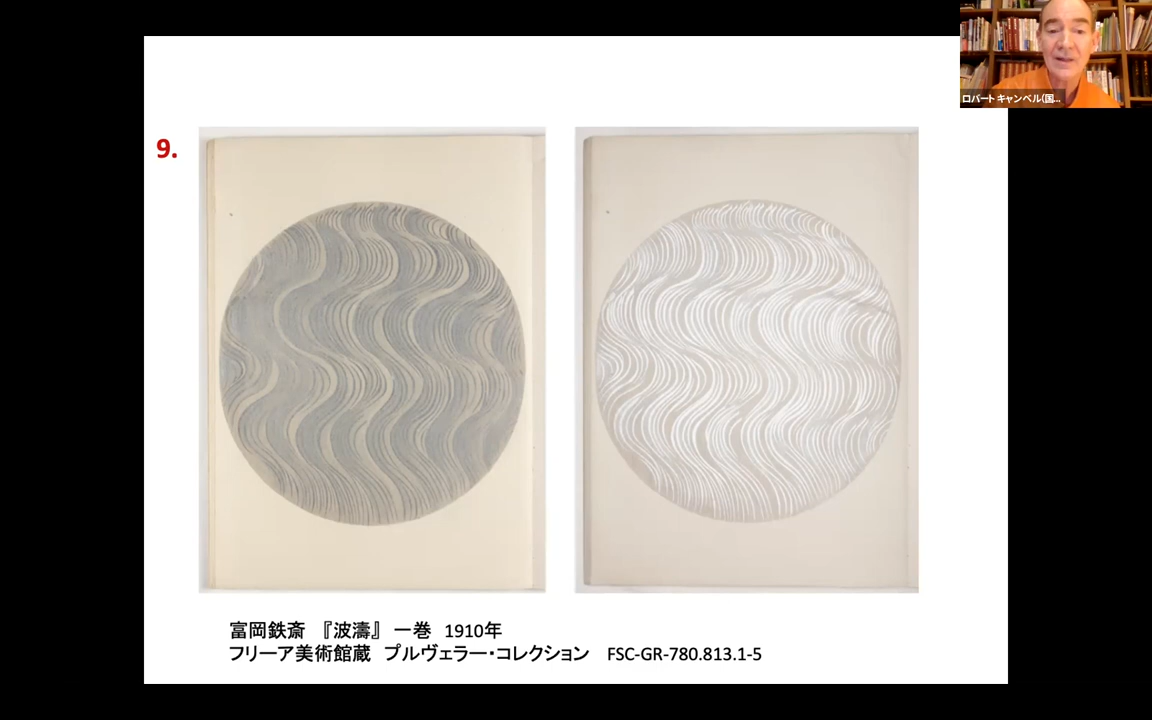 ロバート キャンベル(国...
9.
富岡鉄斎 『波濤』 一巻 1910年
フリーア美術館蔵 プルヴェラー・コレクション FSC-GR-780.813.1-5